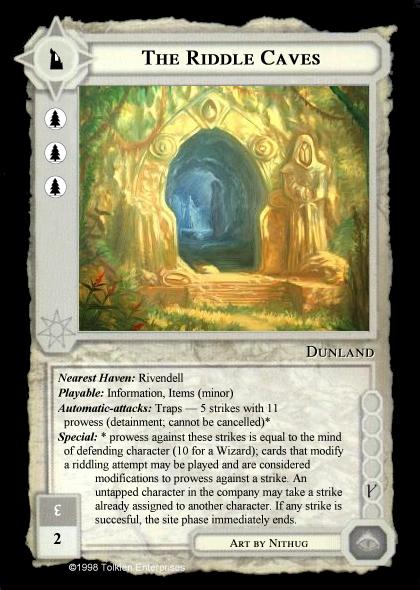 The Riddle Caves
Dunland
Nearest Haven: Rivendell
Playable: Information, Items (minor)
Automatic-attacks: Traps — 5 strikes with 11
prowess (detainment; cannot be cancelled)*
Special: * prowess against these strikes is equal to the mind
of defending character (10 for a Wizard); cards that modify
a riddling attempt may be played and are considered
modifications to prowess against a strike. An
untapped character in the company may take a strike
already assigned to another character. If any strike is
succesful, the site phase immediately ends.
2
Art by Nithug
©1998 Tolkien Enterprises